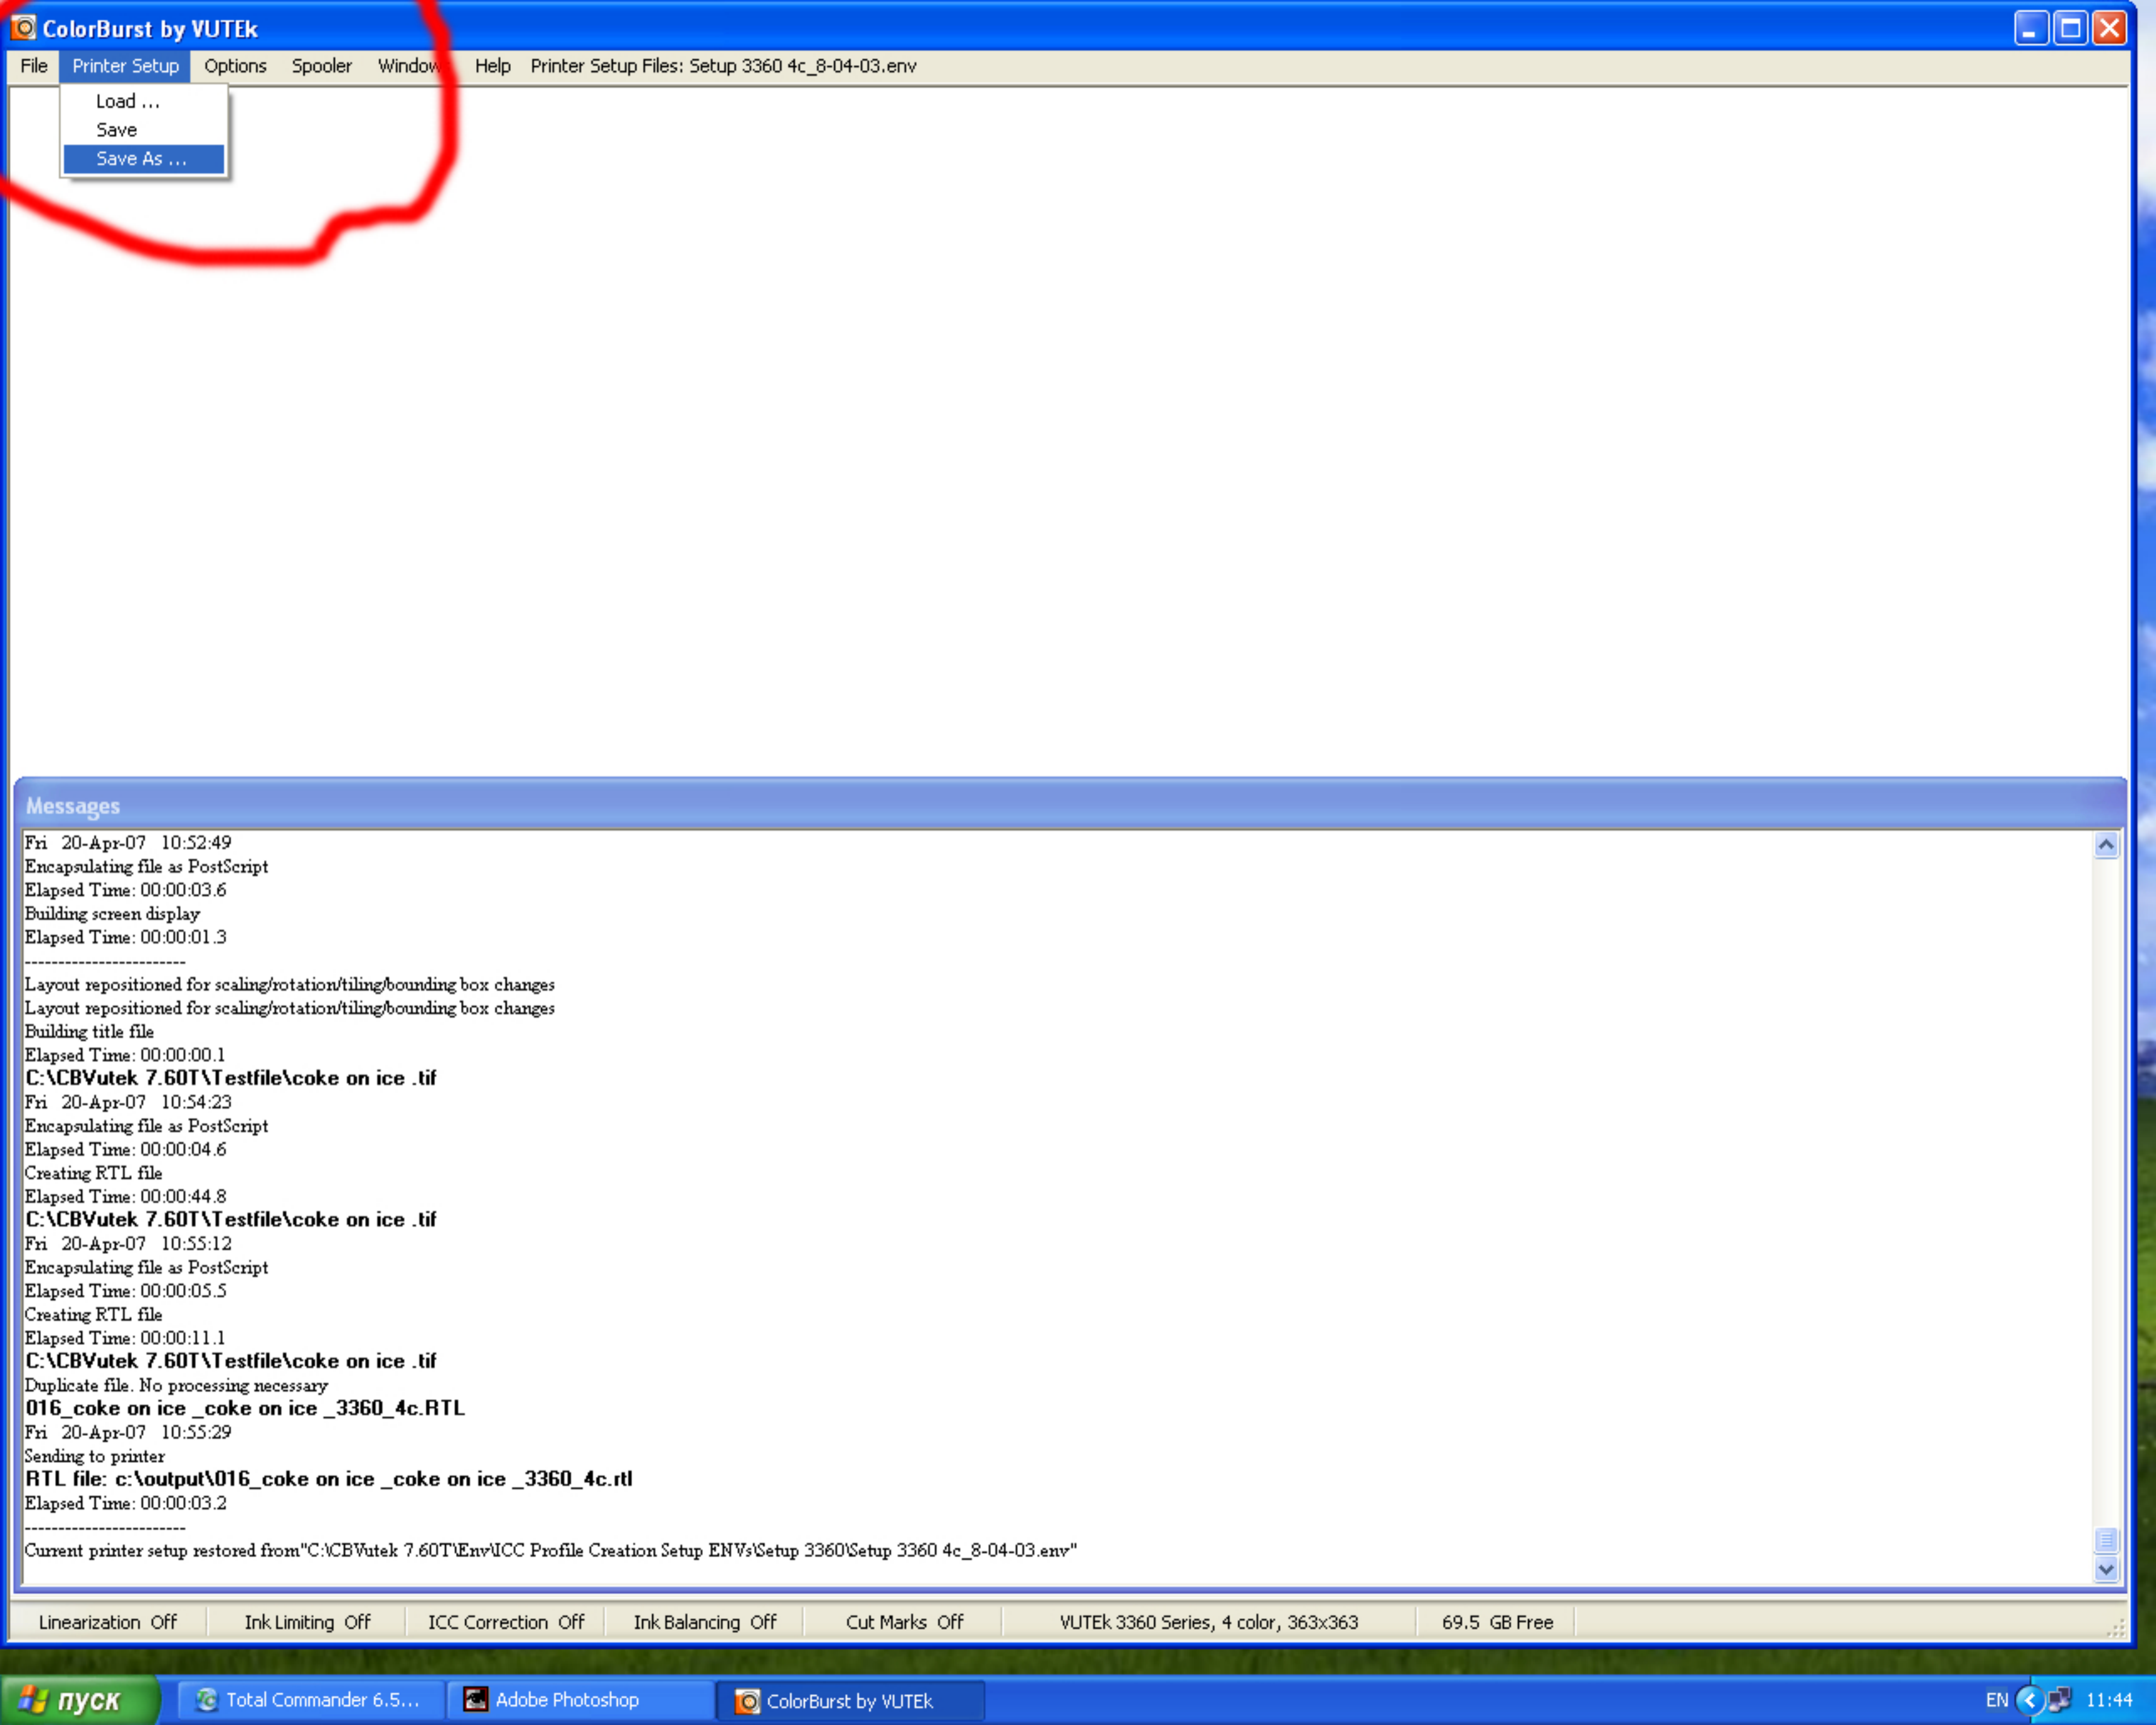 ColorBurst by VUTEk
File Printer Setup Options Spooler Window Help Printer Setup Files: Setup 3360 4c_8-04-03.env
Load ...
Save
Save As ...
Messages
Fri 20-Apr-07 10:52:49
Encapsulating file as PostScript
Elapsed Time: 00:00:03.6
Building screen display
Elapsed Time: 00:00:01.3
------------------------
Layout repositioned for scaling/rotation/tiling/bounding box changes
Layout repositioned for scaling/rotation/tiling/bounding box changes
Building title file
Elapsed Time: 00:00:00.1
C:\CBVutek 7.60T\Testfile\coke on ice .tif
Fri 20-Apr-07 10:54:23
Encapsulating file as PostScript
Elapsed Time: 00:00:04.6
Creating RTL file
Elapsed Time: 00:00:44.8
C:\CBVutek 7.60T\Testfile\coke on ice .tif
Fri 20-Apr-07 10:55:12
Encapsulating file as PostScript
Elapsed Time: 00:00:05.5
Creating RTL file
Elapsed Time: 00:00:11.1
C:\CBVutek 7.60T\Testfile\coke on ice .tif
Duplicate file. No processing necessary
016_coke on ice _coke on ice _3360_4c.RTL
Fri 20-Apr-07 10:55:29
Sending to printer
RTL file: c:\output\016_coke on ice _coke on ice _3360_4c.rtl
Elapsed Time: 00:00:03.2
------------------------
Current printer setup restored from"C:\CBVutek 7.60T\Env\ICC Profile Creation Setup ENVs\Setup 3360\Setup 3360 4c_8-04-03.env"
Linearization Off Ink Limiting Off ICC Correction Off Ink Balancing Off Cut Marks Off VUTEk 3360 Series, 4 color, 363x363 69.5 GB Free
пуск Total Commander 6.5... Adobe Photoshop ColorBurst by VUTEk EN 11:44